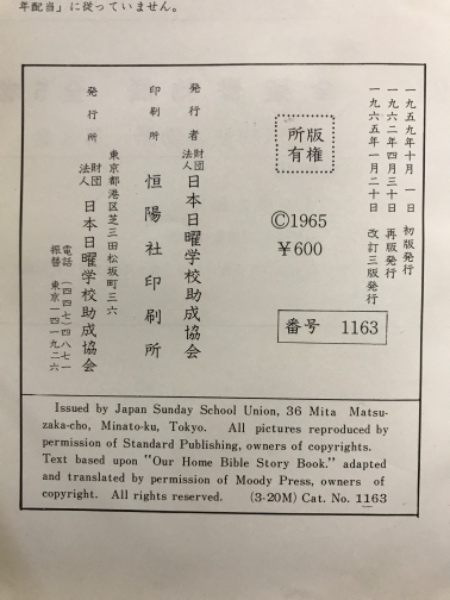 年配当」に従っていません。
一九五九年十月 一日 初版発行
一九六二年四月三十日 再版発行
一九六五年一月二十日 改訂三版発行
版権
所有
©1965
¥600
番号 1163
発行者 財団法人 日本日曜学校助成協会
印刷所 恒陽社印刷所
東京都港区芝三田松坂町三六
発行所 財団法人 日本日曜学校助成協会
電話 (四四七) 四八七一
振替 東京一四一九二六
Issued by Japan Sunday School Union, 36 Mita Matsu-
zaka-cho, Minato-ku, Tokyo. All pictures reproduced by
permission of Standard Publishing, owners of copyrights.
Text based upon "Our Home Bible Story Book." adapted
and translated by permission of Moody Press, owners of
copyright. All rights reserved. (3-20M) Cat. No. 1163